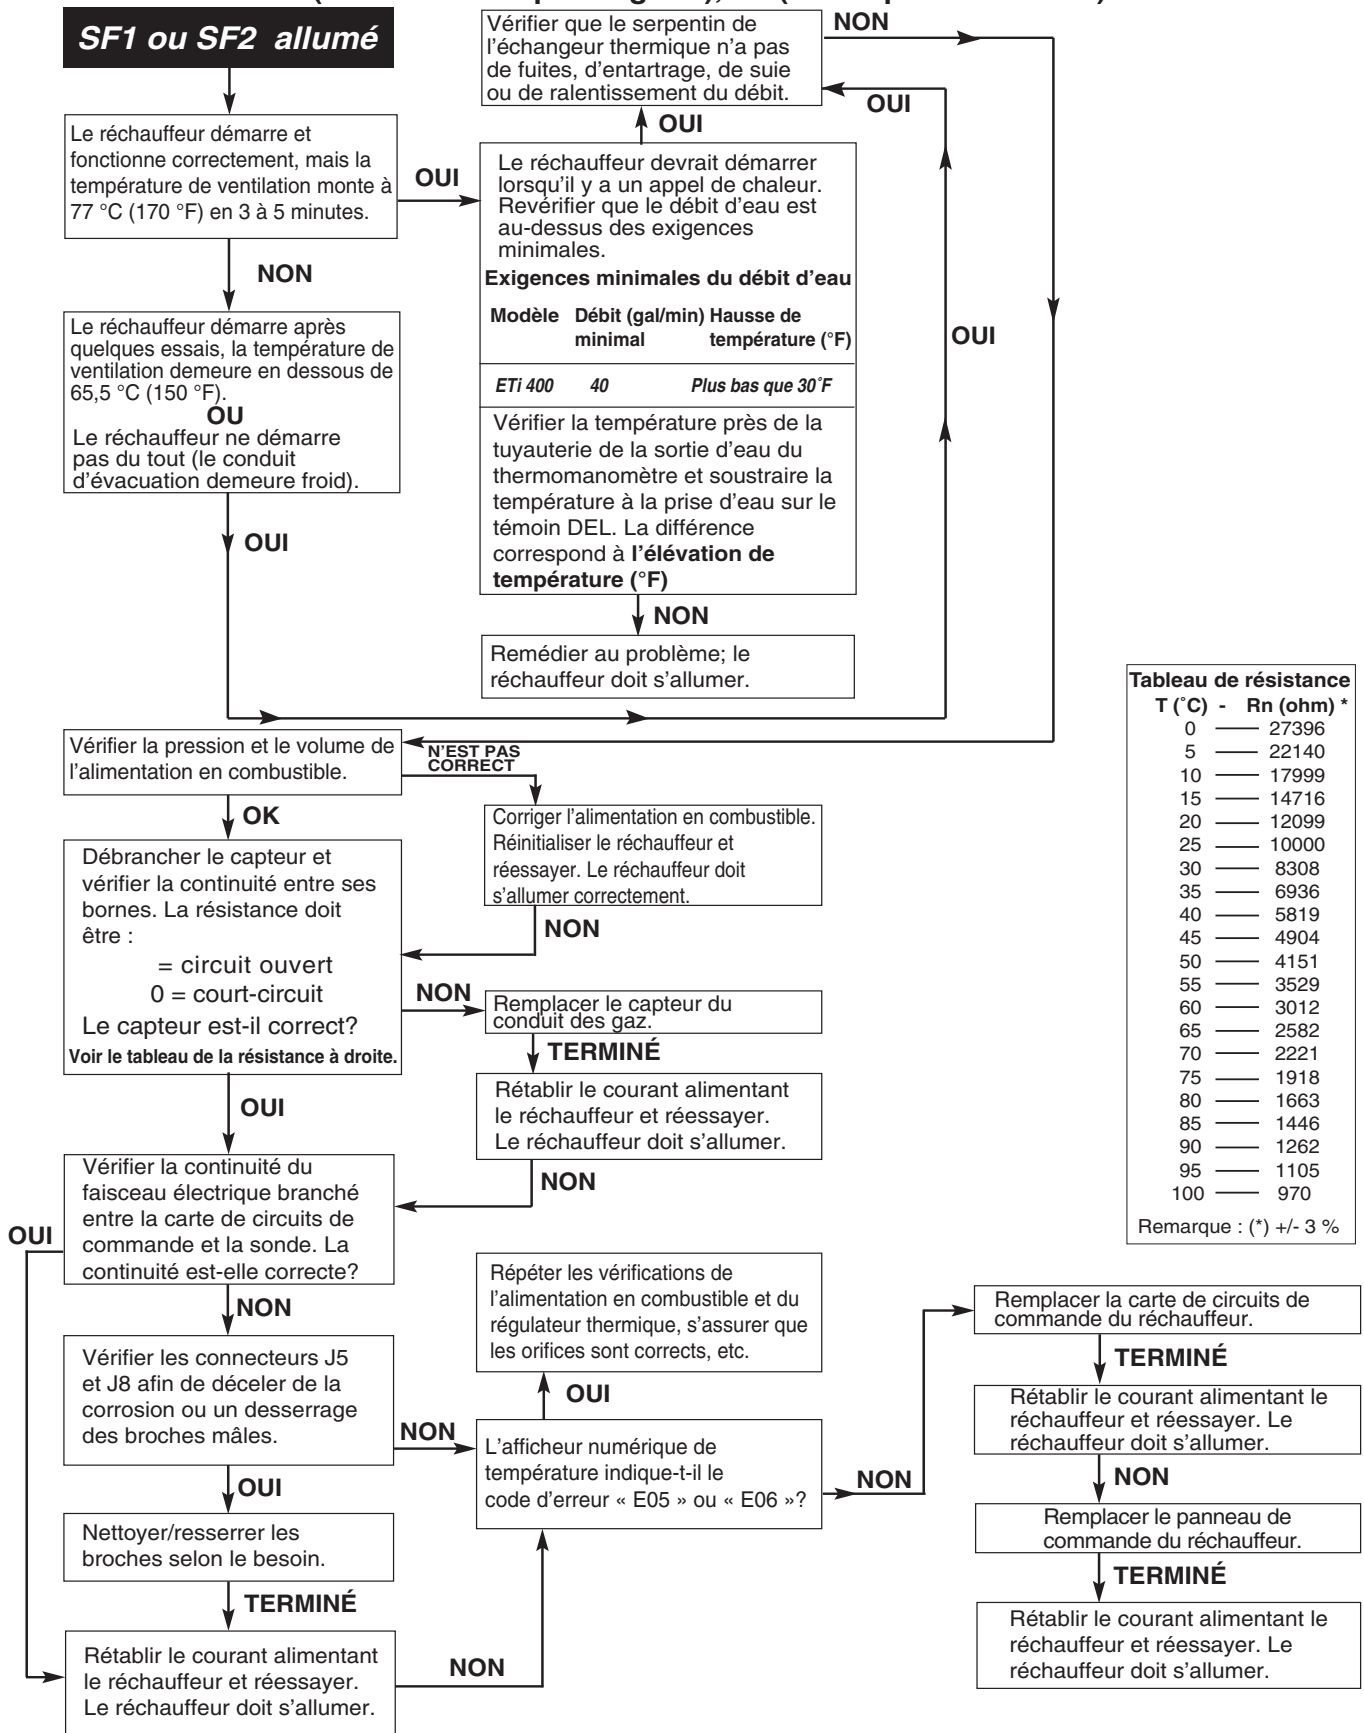 SF1 ou SF2 allumé
Le réchauffeur démarre et
fonctionne correctement, mais la
température de ventilation monte à
77 °C (170 °F) en 3 à 5 minutes.
OUI
NON
Le réchauffeur démarre après
quelques essais, la température de
ventilation demeure en dessous de
65,5 °C (150 °F).
OU
Le réchauffeur ne démarre
pas du tout (le conduit
d'évacuation demeure froid).
OUI
Vérifier que le serpentin de
l'échangeur thermique n'a pas
de fuites, d'entartrage, de suie
ou de ralentissement du débit.
NON
OUI
OUI
Le réchauffeur devrait démarrer
lorsqu'il y a un appel de chaleur.
Revérifier que le débit d'eau est
au-dessus des exigences
minimales.
Exigences minimales du débit d'eau
Modèle Débit (gal/min) Hausse de
minimal température (°F)
ETi 400 40 Plus bas que 30˚F
Vérifier la température près de la
tuyauterie de la sortie d'eau du
thermomanomètre et soustraire la
température à la prise d'eau sur le
témoin DEL. La différence
correspond à l'élévation de
température (°F)
OUI
NON
Remédier au problème; le
réchauffeur doit s'allumer.
Vérifier la pression et le volume de
l'alimentation en combustible.
N'EST PAS
CORRECT
OK
Corriger l'alimentation en combustible.
Réinitialiser le réchauffeur et
réessayer. Le réchauffeur doit
s'allumer correctement.
NON
Débrancher le capteur et
vérifier la continuité entre ses
bornes. La résistance doit
être :
= circuit ouvert
0 = court-circuit
Le capteur est-il correct?
Voir le tableau de la résistance à droite.
NON
Remplacer le capteur du
conduit des gaz.
TERMINÉ
Rétablir le courant alimentant
le réchauffeur et réessayer.
Le réchauffeur doit s'allumer.
NON
OUI
Vérifier la continuité du
faisceau électrique branché
entre la carte de circuits de
commande et la sonde. La
continuité est-elle correcte?
OUI
NON
Vérifier les connecteurs J5
et J8 afin de déceler de la
corrosion ou un desserrage
des broches mâles.
NON
OUI
Nettoyer/resserrer les
broches selon le besoin.
TERMINÉ
Rétablir le courant alimentant
le réchauffeur et réessayer.
Le réchauffeur doit s'allumer.
NON
Répéter les vérifications de
l'alimentation en combustible et du
régulateur thermique, s'assurer que
les orifices sont corrects, etc.
OUI
L'afficheur numérique de
température indique-t-il le
code d'erreur « E05 » ou « E06 »?
NON
Remplacer la carte de circuits de
commande du réchauffeur.
TERMINÉ
Rétablir le courant alimentant le
réchauffeur et réessayer. Le
réchauffeur doit s'allumer.
NON
Remplacer le panneau de
commande du réchauffeur.
TERMINÉ
Rétablir le courant alimentant le
réchauffeur et réessayer. Le
réchauffeur doit s'allumer.
Tableau de résistance
T (˚C) - Rn (ohm) *
0 27396
5 22140
10 17999
15 14716
20 12099
25 10000
30 8308
35 6936
40 5819
45 4904
50 4151
55 3529
60 3012
65 2582
70 2221
75 1918
80 1663
85 1446
90 1262
95 1105
100 970
Remarque : (*) +/- 3 %